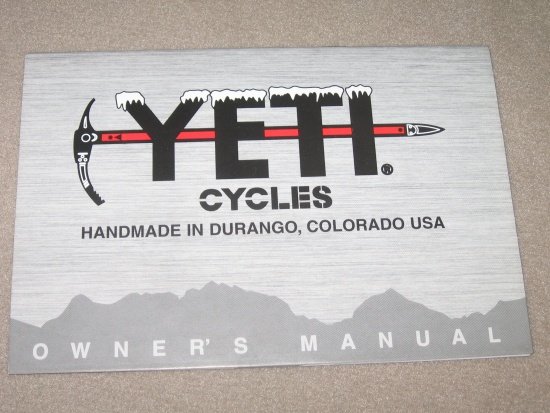 YETI®
CYCLES
HANDMADE IN DURANGO, COLORADO USA
OWNER'S MANUAL